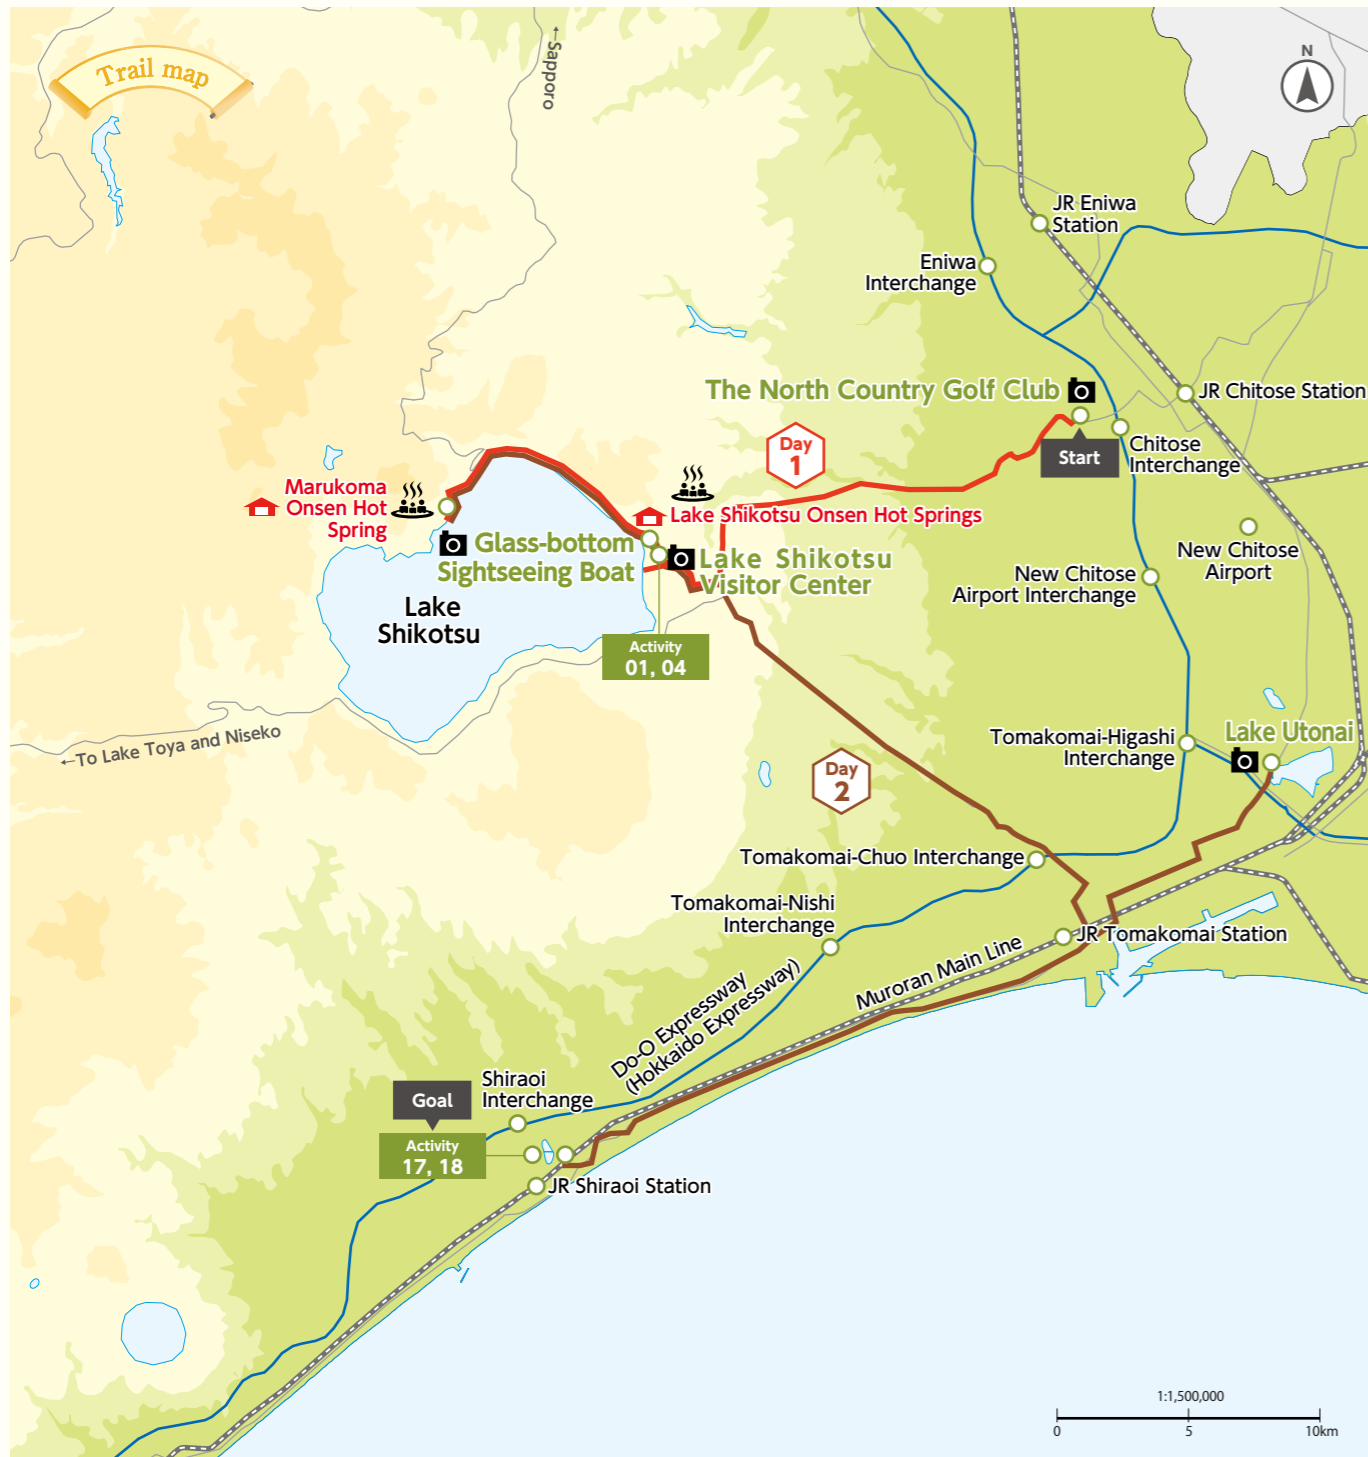 Trail map
←Sapporo
N
JR Eniwa
Station
Eniwa
Interchange
The North Country Golf Club
JR Chitose Station
Day
1
Start
Chitose
Interchange
Marukoma
Onsen Hot
Spring
Lake Shikotsu Onsen Hot Springs
Glass-bottom
Sightseeing Boat
Lake Shikotsu
Visitor Center
New Chitose
Airport
New Chitose
Airport Interchange
Lake
Shikotsu
Activity
01, 04
←To Lake Toya and Niseko
Lake Utonai
Tomakomai-Higashi
Interchange
Day
2
Tomakomai-Chuo Interchange
Tomakomai-Nishi
Interchange
JR Tomakomai Station
Muroran Main Line
Do-O Expressway
(Hokkaido Expressway)
Shiraoi
Interchange
Goal
Activity
17, 18
JR Shiraoi Station
1:1,500,000
0 5 10km